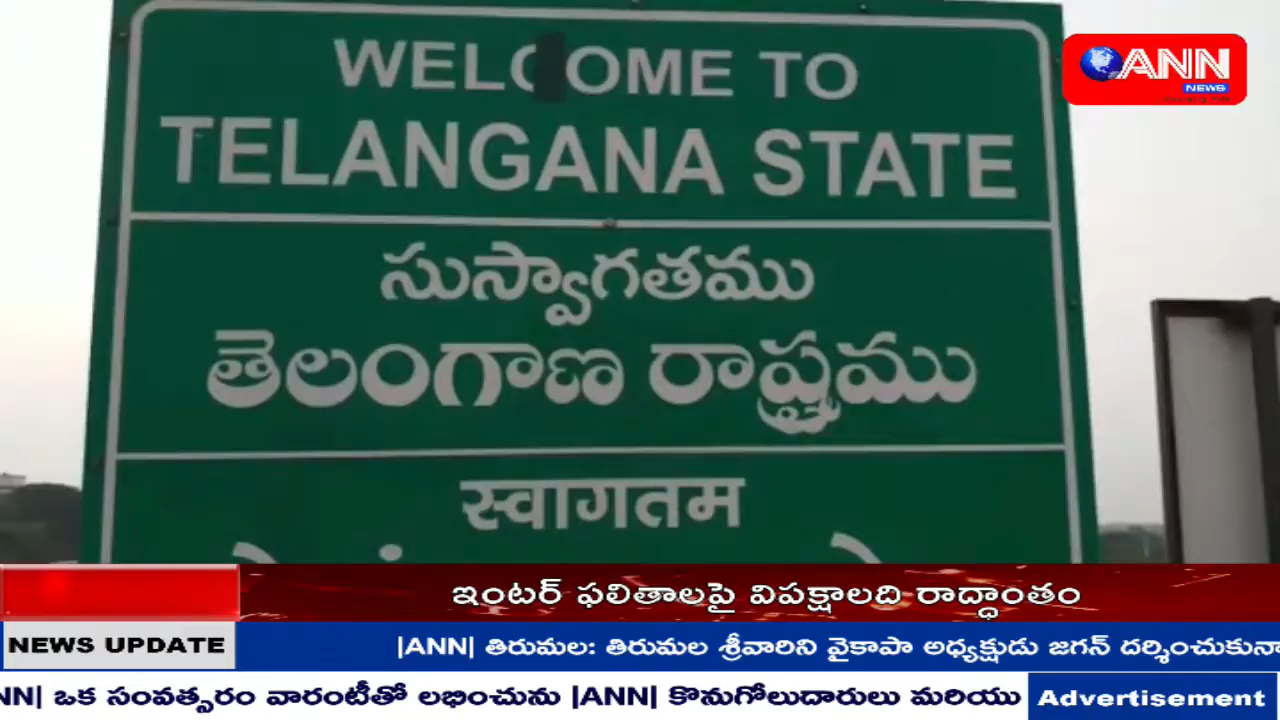 WELCOME TO
TELANGANA STATE
సుస్వాగతము
తెలంగాణ రాష్ట్రము
स्वागतम
ANN
NEWS
ఇంటర్ ఫలితాలపై విపక్షాలది రాద్ధాంతం
NEWS UPDATE
|ANN| తిరుమల: తిరుమల శ్రీవారిని వైకాపా అధ్యక్షుడు జగన్
NN| ఒక సంవత్సరం వారంటీతో లభించును |ANN| కొనుగోలుదారులు మరియు
Advertisement